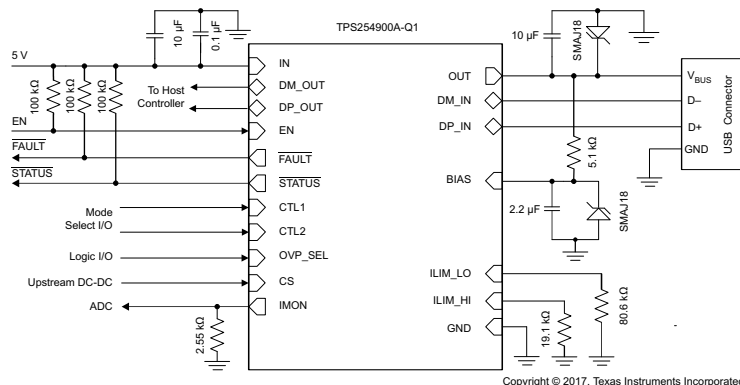 TPS254900A-Q1
10 µF
0.1 µF
5 V
100 kΩ
100 kΩ
100 kΩ
To Host
Controller
EN
FAULT
STATUS
Mode
Select I/O
Logic I/O
Upstream DC-DC
ADC
2.55 kΩ
IN
DM_OUT
DP_OUT
EN
FAULT
STATUS
CTL1
CTL2
OVP_SEL
CS
IMON
OUT
DM_IN
DP_IN
BIAS
ILIM_LO
ILIM_HI
GND
10 µF
SMAJ18
5.1 kΩ
2.2 µF
SMAJ18
80.6 kΩ
19.1 kΩ
VBUS
D–
D+
GND
USB Connector
Copyright © 2017, Texas Instruments Incorporated